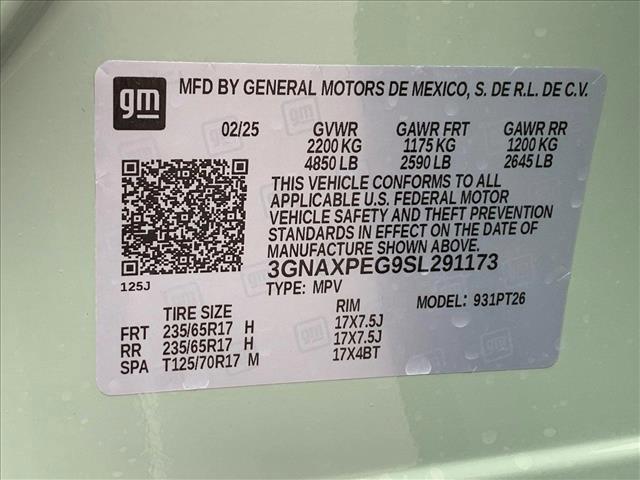 gm MFD BY GENERAL MOTORS DE MEXICO, S. DE R.L. DE C.V.
02/25 GVWR GAWR FRT GAWR RR
2200 KG 1175 KG 1200 KG
4850 LB 2590 LB 2645 LB
THIS VEHICLE CONFORMS TO ALL
APPLICABLE U.S. FEDERAL MOTOR
VEHICLE SAFETY AND THEFT PREVENTION
STANDARDS IN EFFECT ON THE DATE OF
MANUFACTURE SHOWN ABOVE.
3GNAXPEG9SL291173
125J
TYPE: MPV MODEL: 931PT26
TIRE SIZE RIM
FRT 235/65R17 H 17X7.5J
RR 235/65R17 H 17X7.5J
SPA T125/70R17 M 17X4BT